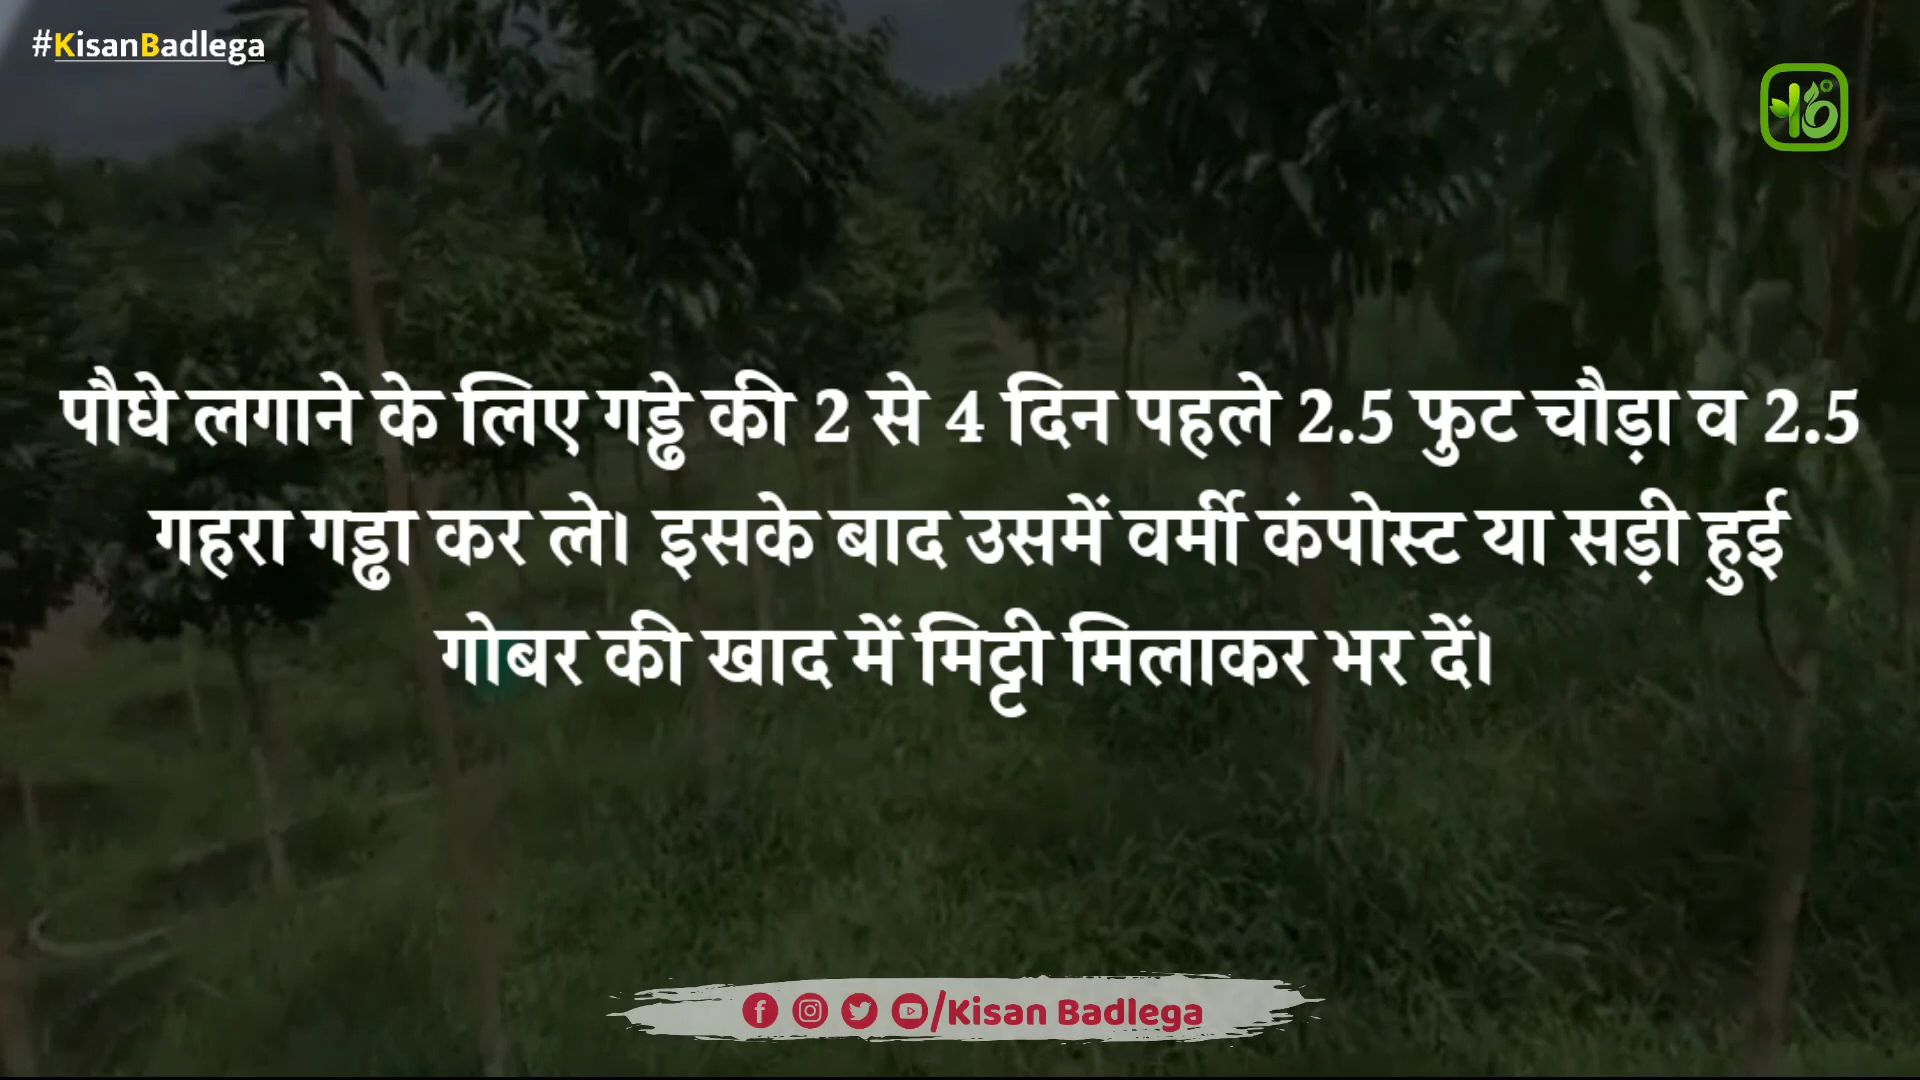 #KisanBadlega
पौधे लगाने के लिए गड्ढे की 2 से 4 दिन पहले 2.5 फुट चौड़ा व 2.5
गहरा गड्ढा कर ले। इसके बाद उसमें वर्मी कंपोस्ट या सड़ी हुई
गोबर की खाद में मिट्टी मिलाकर भर दें।
/Kisan Badlega